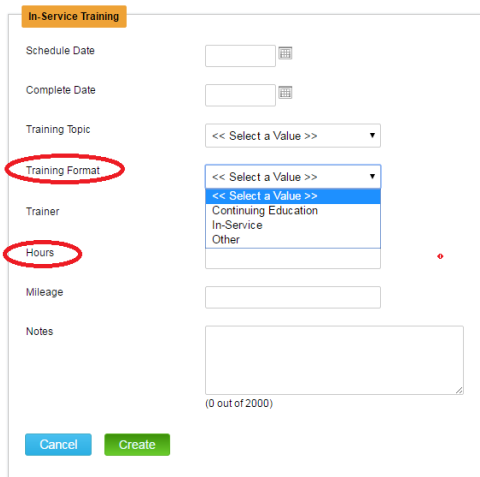 In-Service Training
Schedule Date
Complete Date
Training Topic
<< Select a Value >>
Training Format
<< Select a Value >>
<< Select a Value >>
Continuing Education
In-Service
Other
Trainer
Hours
Mileage
Notes
(0 out of 2000)
Cancel
Create